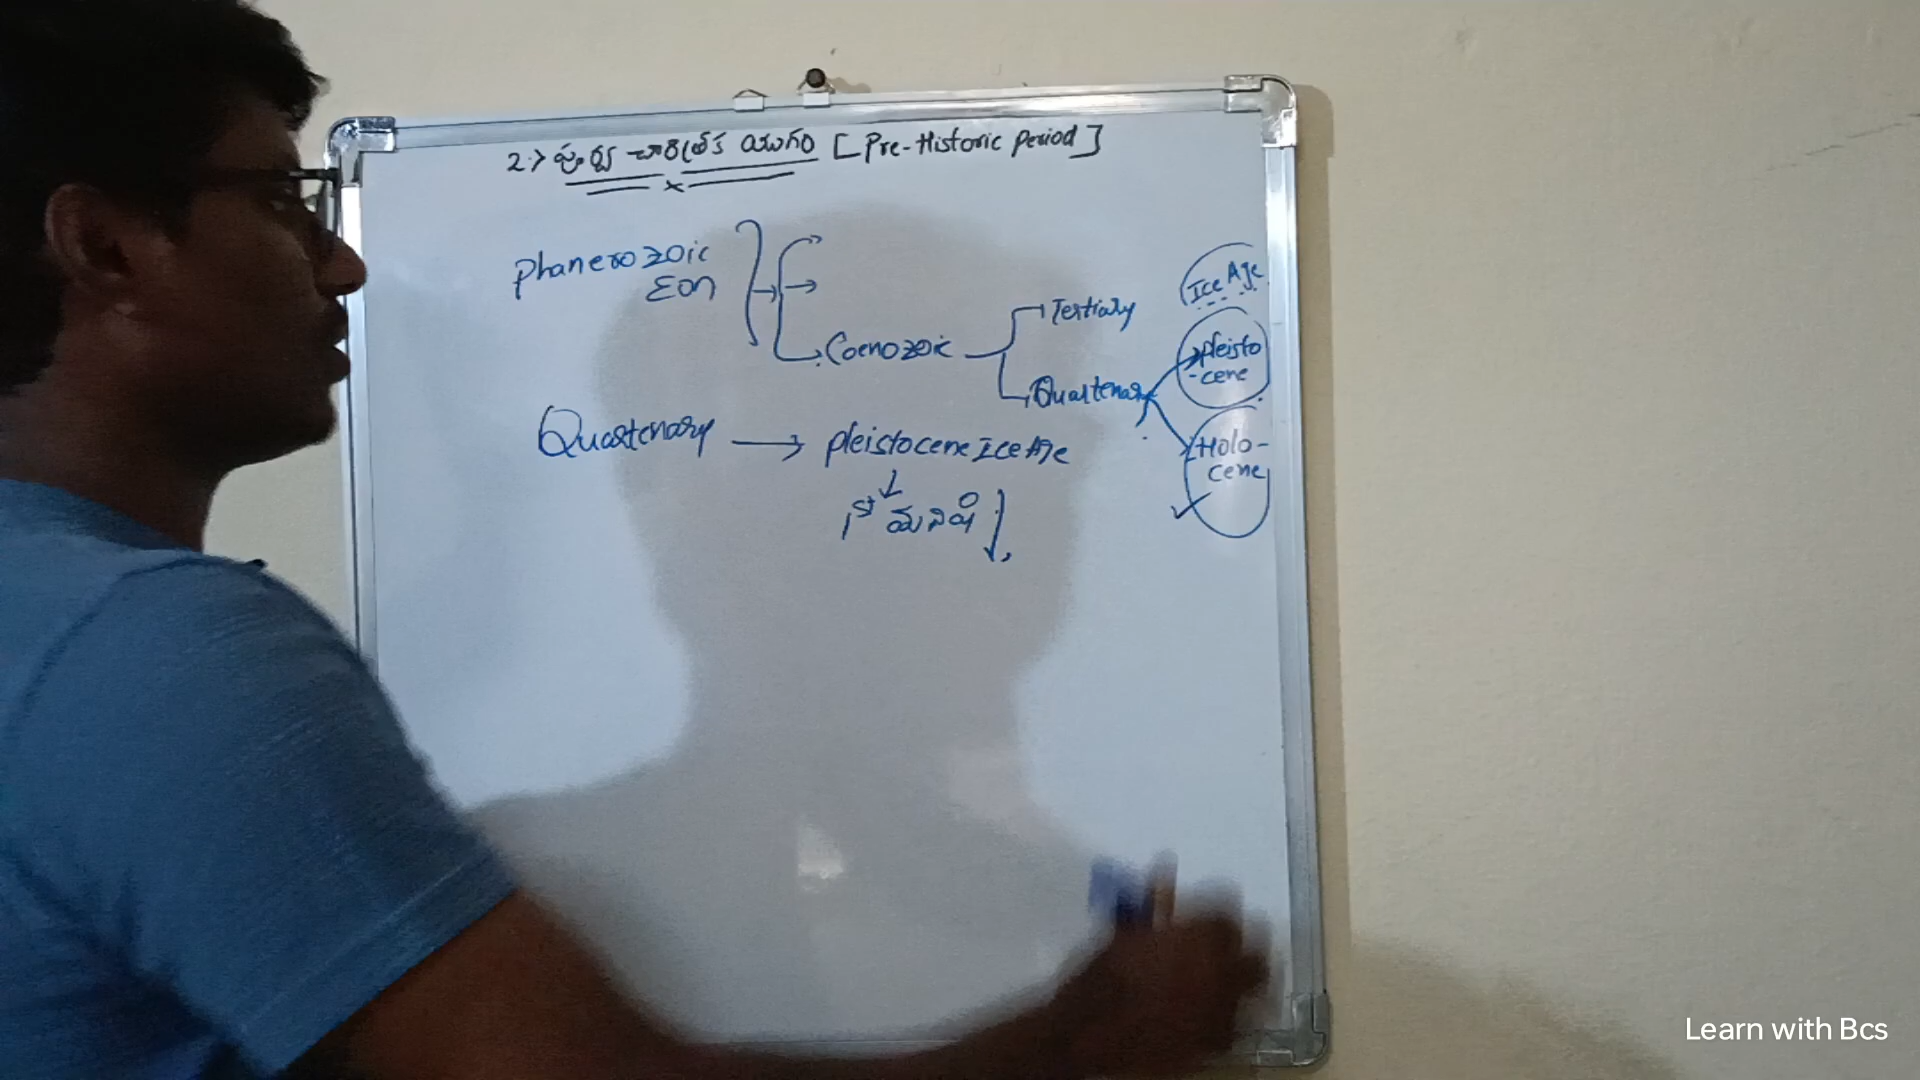 2.> పూర్వ చారిత్రక యుగం [Pre-Historic Period]
Phanerozoic
Eon
Coenozoic
Tertiary
Quartenary
Ice Age
pleisto
-cene
Holo-
cene
Quartenary → pleistocene Ice Age
1st మనిషి
Learn with Bcs